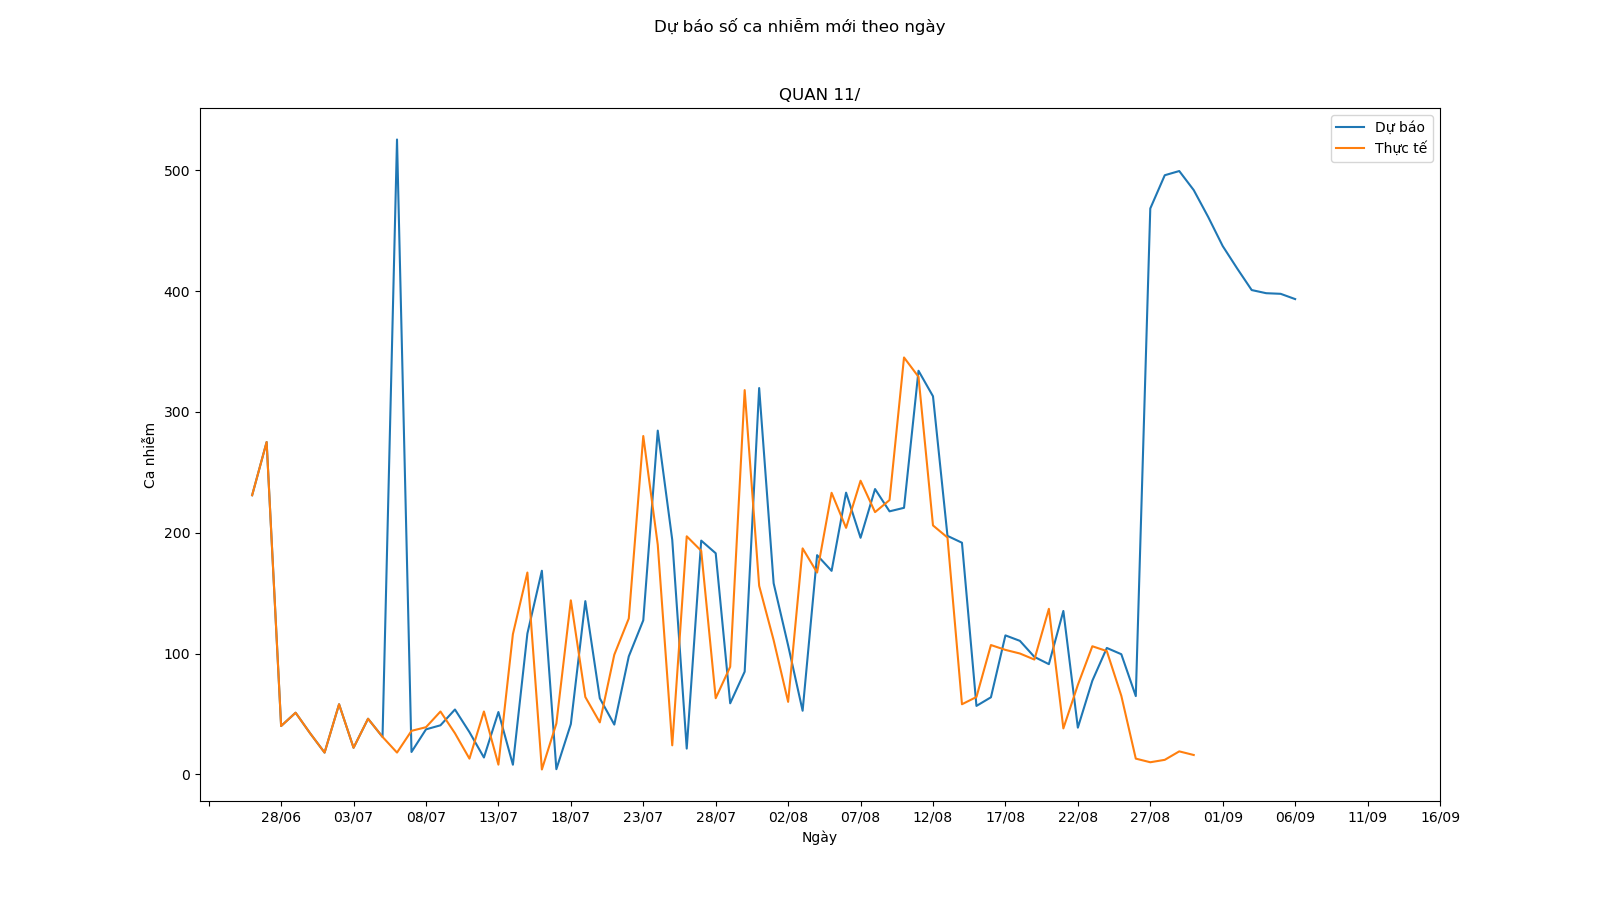 Dự báo số ca nhiễm mới theo ngày
QUAN 11/
Dự báo
Thực tế
500
400
300
200
100
0
Ca nhiễm
28/06 03/07 08/07 13/07 18/07 23/07 28/07 02/08 07/08 12/08 17/08 22/08 27/08 01/09 06/09 11/09 16/09
Ngày